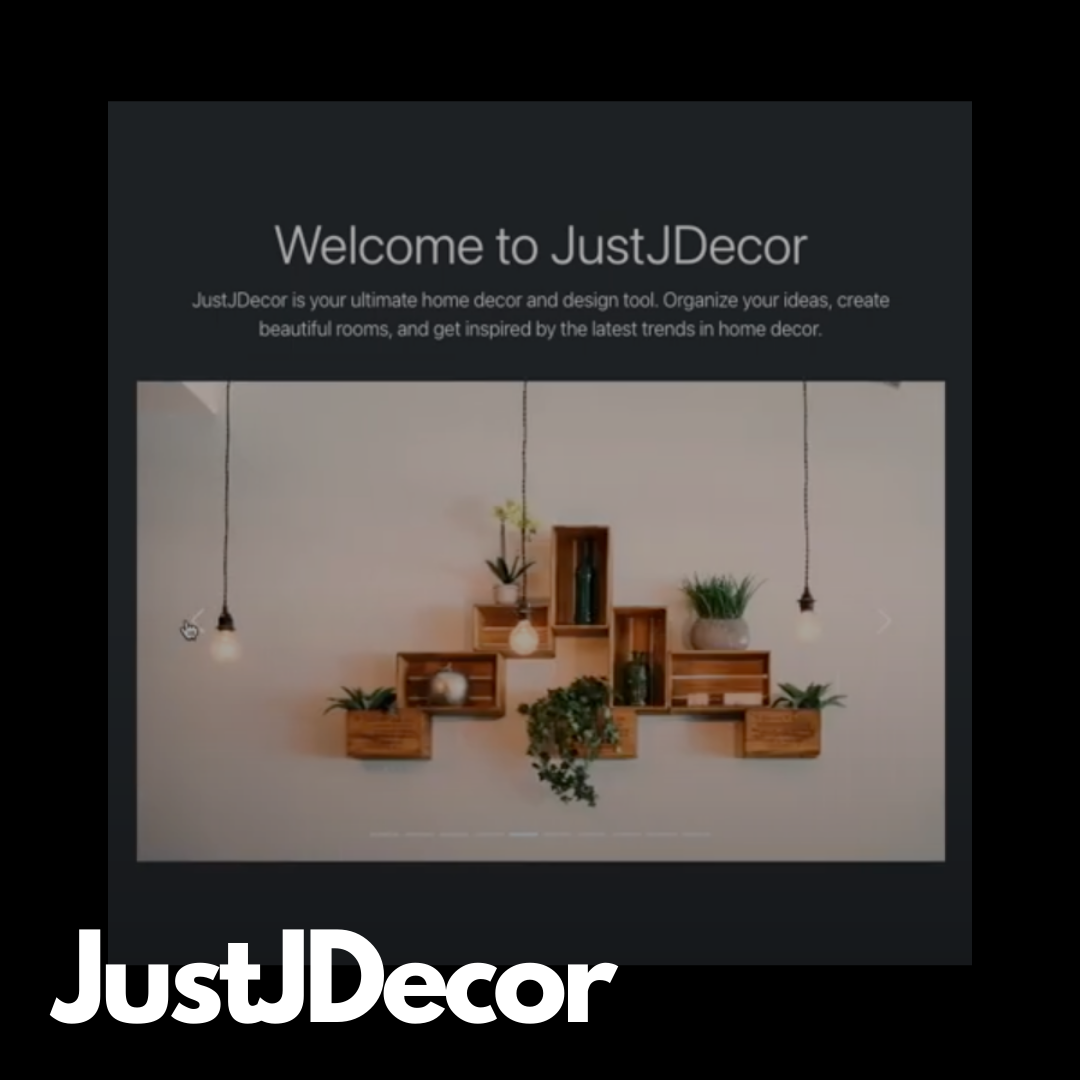 Welcome to JustJDecor
JustJDecor is your ultimate home decor and design tool. Organize your ideas, create
beautiful rooms, and get inspired by the latest trends in home decor.
JustJDecor